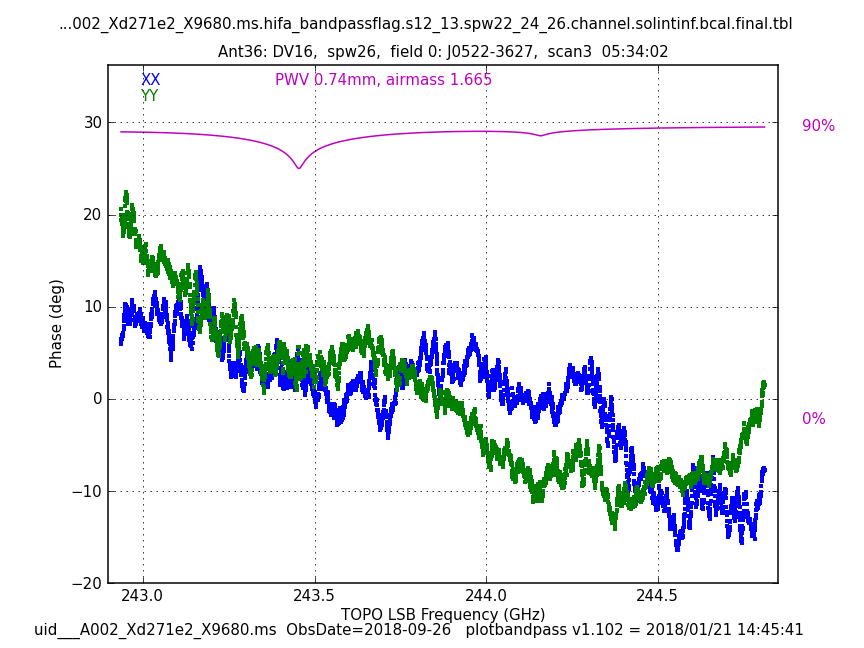 ...002_Xd271e2_X9680.ms.hifa_bandpassflag.s12_13.spw22_24_26.channel.solintinf.bcal.final.tbl
Ant36: DV16,  spw26,  field 0: J0522-3627,  scan3  05:34:02
XX
PWV 0.74mm, airmass 1.665
YY
30
90%
20
10
Phase (deg)
0
0%
−10
−20
243.0 243.5 244.0 244.5
TOPO LSB Frequency (GHz)
uid___A002_Xd271e2_X9680.ms  ObsDate=2018-09-26   plotbandpass v1.102 = 2018/01/21 14:45:41